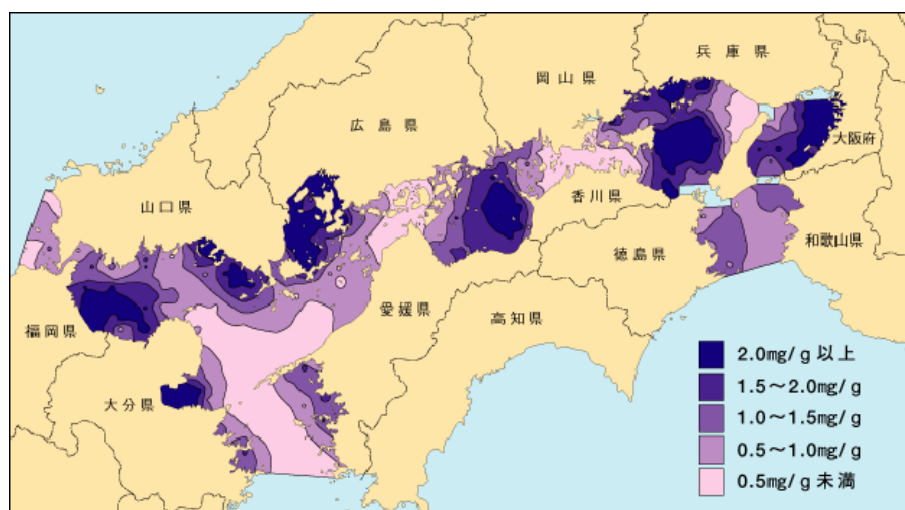 兵庫県
岡山県
広島県
大阪府
山口県
香川県
和歌山県
徳島県
愛媛県
高知県
福岡県
大分県
2.0mg/g以上
1.5～2.0mg/g
1.0～1.5mg/g
0.5～1.0mg/g
0.5mg/g未満